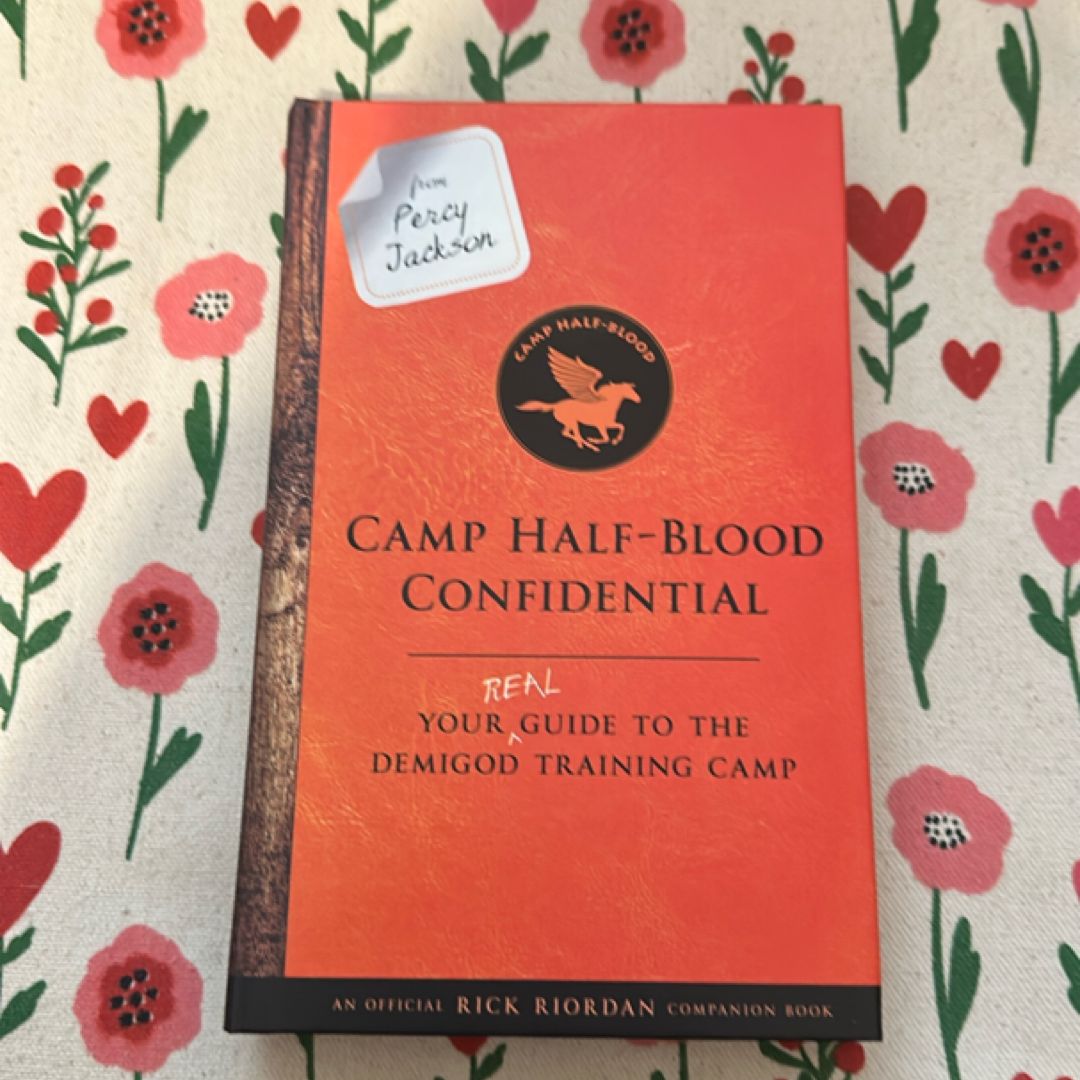 from
Percy
Jackson
CAMP HALF-BLOOD
CAMP HALF-BLOOD
CONFIDENTIAL
REAL
YOUR ^ GUIDE TO THE
DEMIGOD TRAINING CAMP
AN OFFICIAL RICK RIORDAN COMPANION BOOK